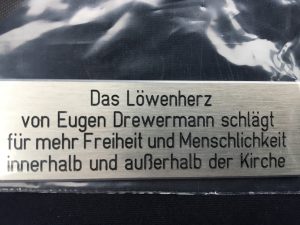 Das Löwenherz
von Eugen Drewermann schlägt
für mehr Freiheit und Menschlichkeit
innerhalb und außerhalb der Kirche